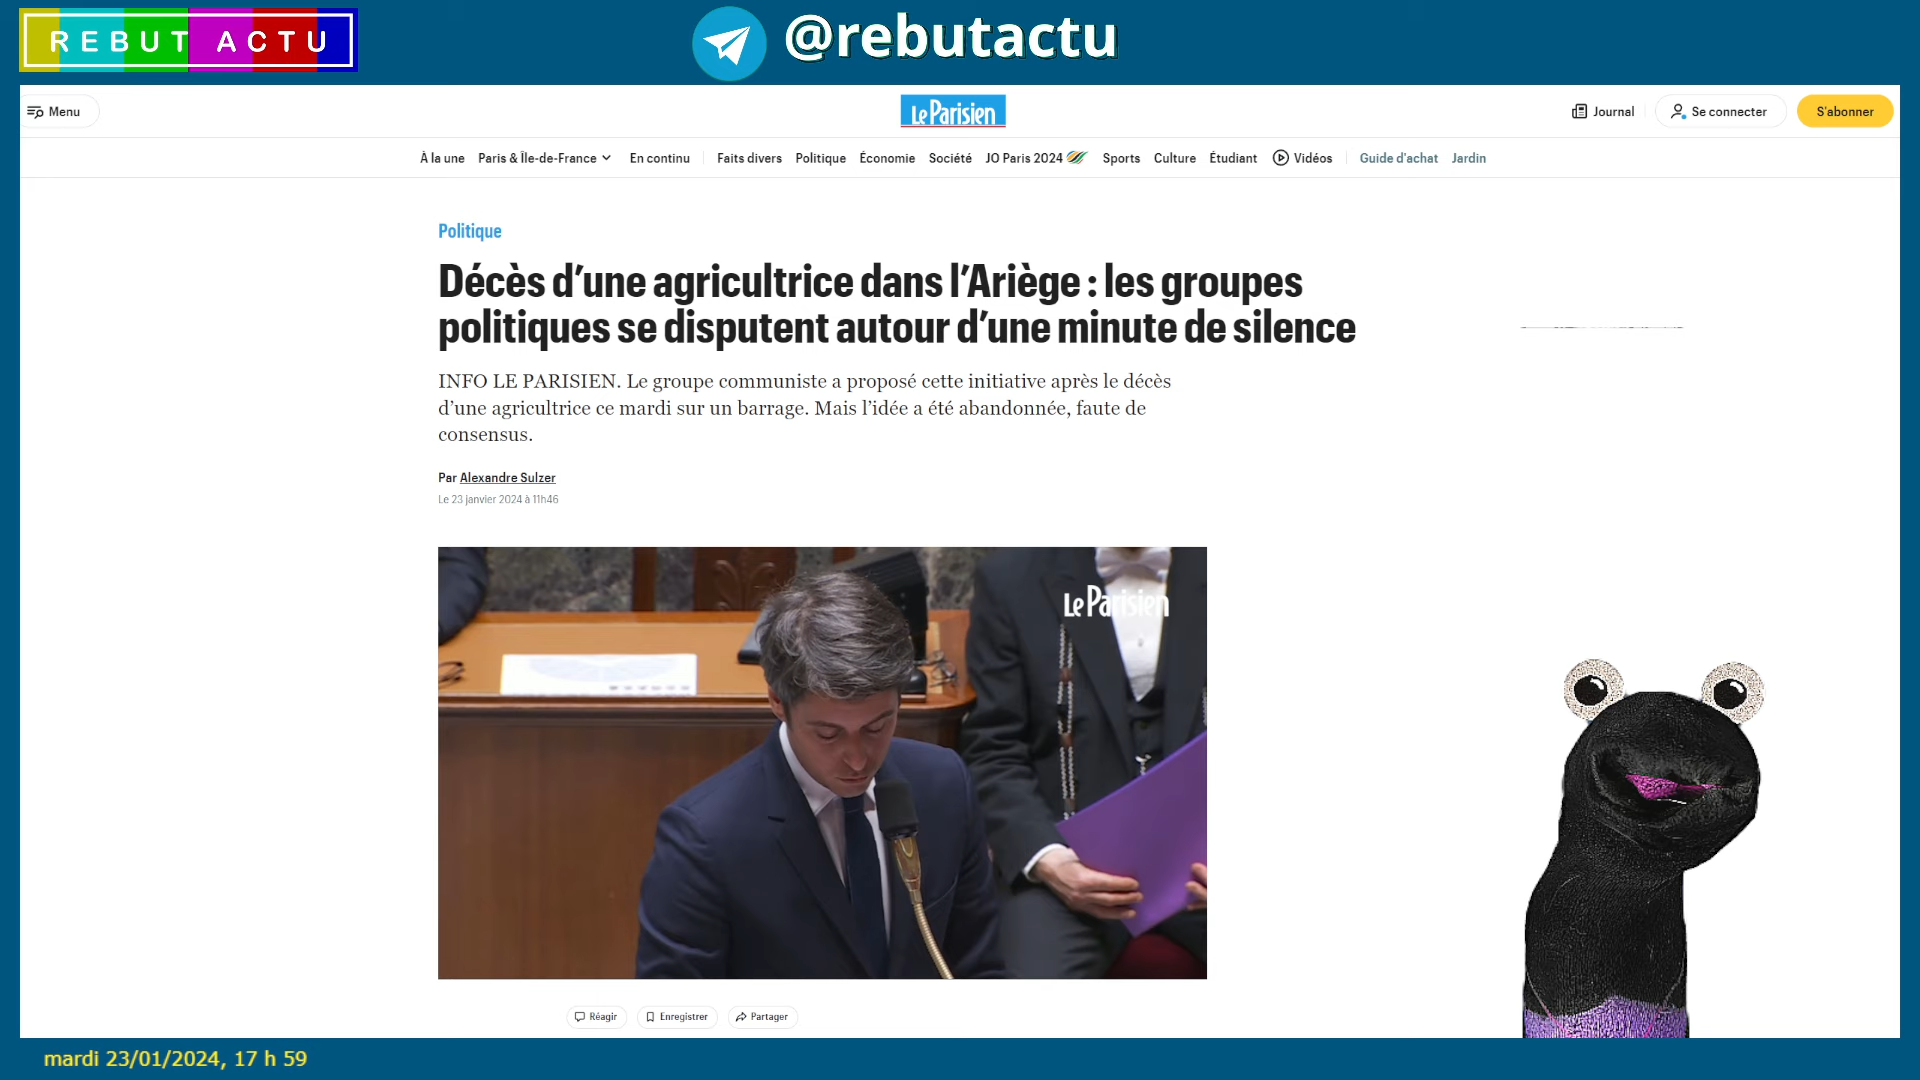 REBUT ACTU
@rebutactu
Menu
Le Parisien
Journal
Se connecter
S'abonner
À la une Paris & Île-de-France En continu Faits divers Politique Économie Société JO Paris 2024 Sports Culture Étudiant Vidéos Guide d'achat Jardin
Politique
Décès d’une agricultrice dans l’Ariège : les groupes
politiques se disputent autour d’une minute de silence
INFO LE PARISIEN. Le groupe communiste a proposé cette initiative après le décès
d’une agricultrice ce mardi sur un barrage. Mais l’idée a été abandonnée, faute de
consensus.
Par Alexandre Sulzer
Le 23 janvier 2024 à 11h46
Le Parisien
Réagir Enregistrer Partager
mardi 23/01/2024, 17 h 59